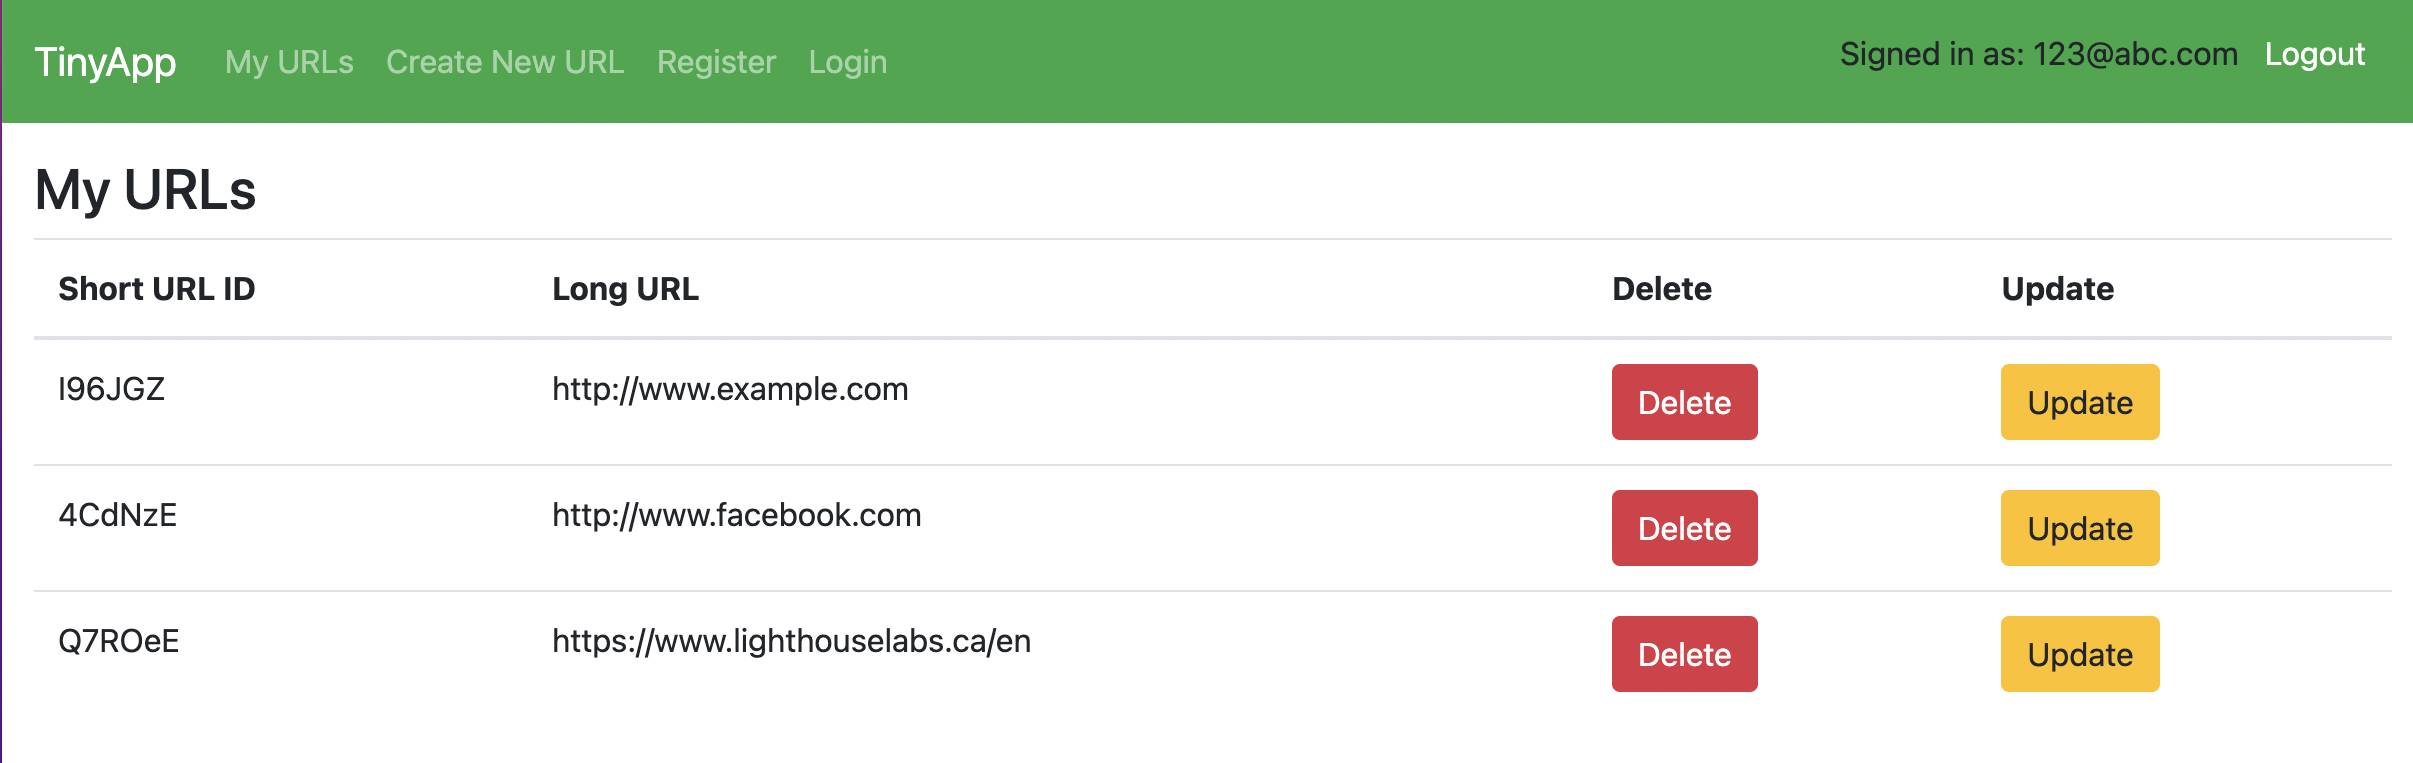 TinyApp My URLs Create New URL Register Login Signed in as: 123@abc.com Logout
My URLs
Short URL ID Long URL Delete Update
I96JGZ http://www.example.com Delete Update
4CdNzE http://www.facebook.com Delete Update
Q7ROeE https://www.lighthouselabs.ca/en Delete Update